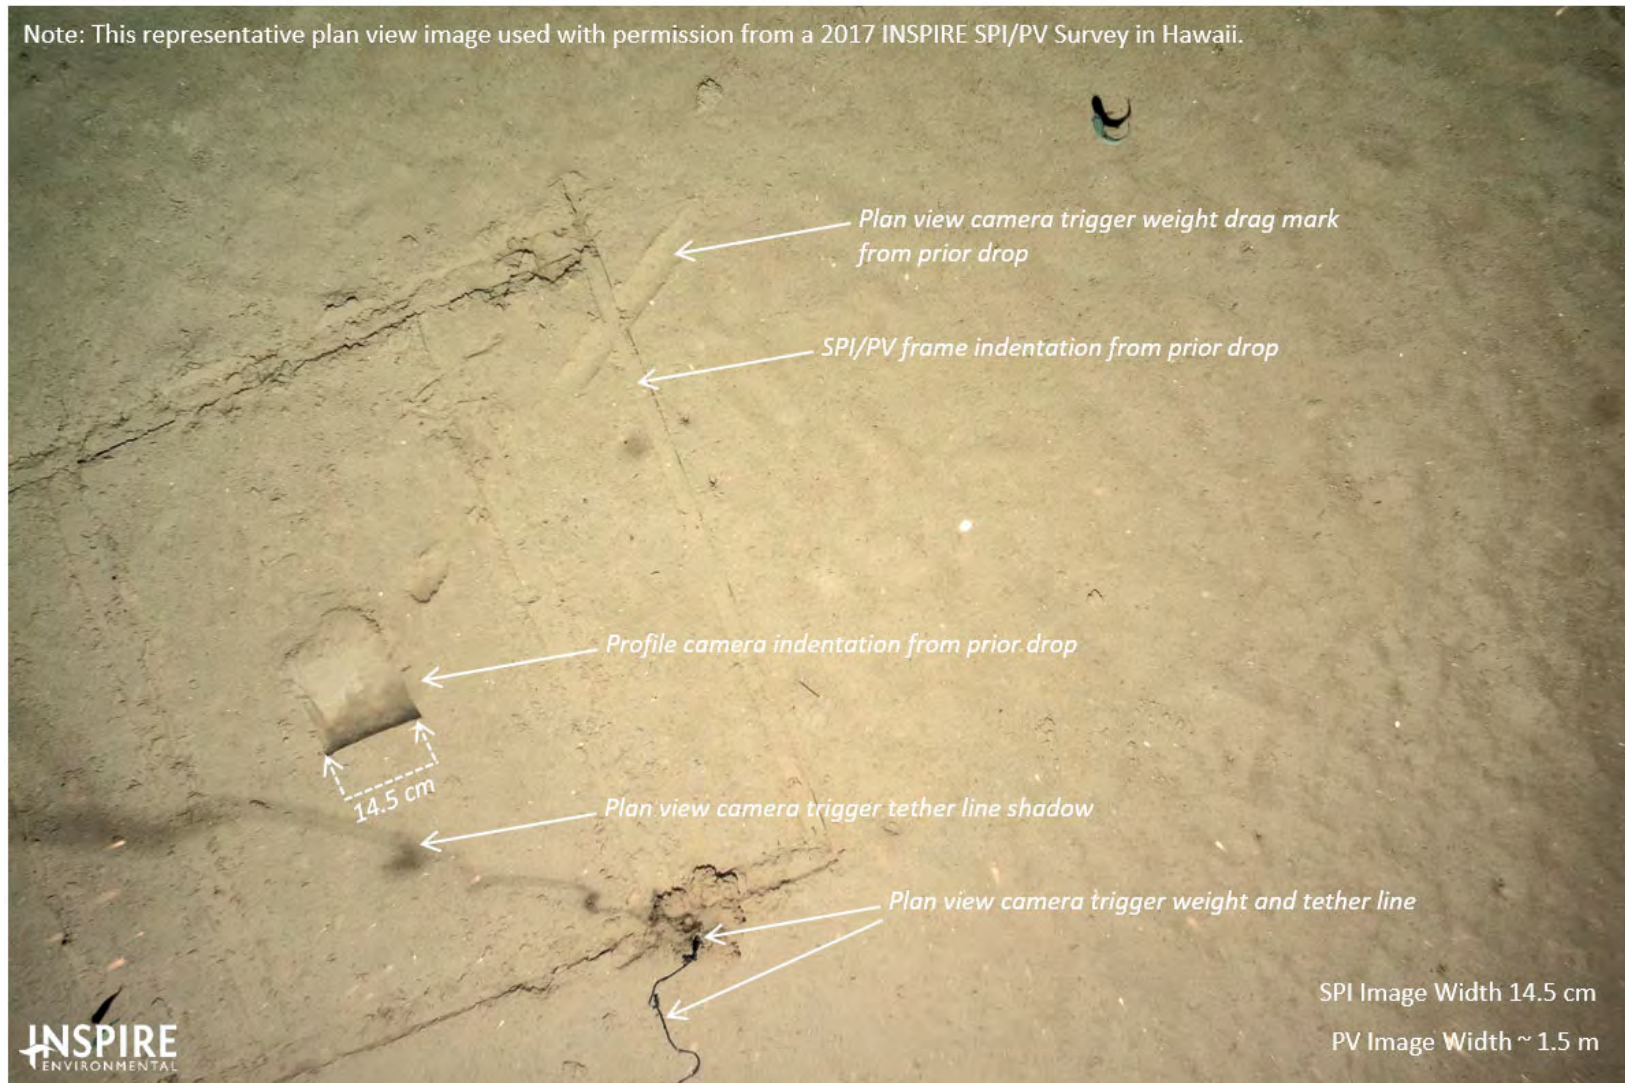 Note: This representative plan view image used with permission from a 2017 INSPIRE SPI/PV Survey in Hawaii.
Plan view camera trigger weight drag mark
from prior drop
SPI/PV frame indentation from prior drop
Profile camera indentation from prior drop
14.5 cm
Plan view camera trigger tether line shadow
Plan view camera trigger weight and tether line
SPI Image Width 14.5 cm
PV Image Width ~ 1.5 m
INSPIRE
ENVIRONMENTAL